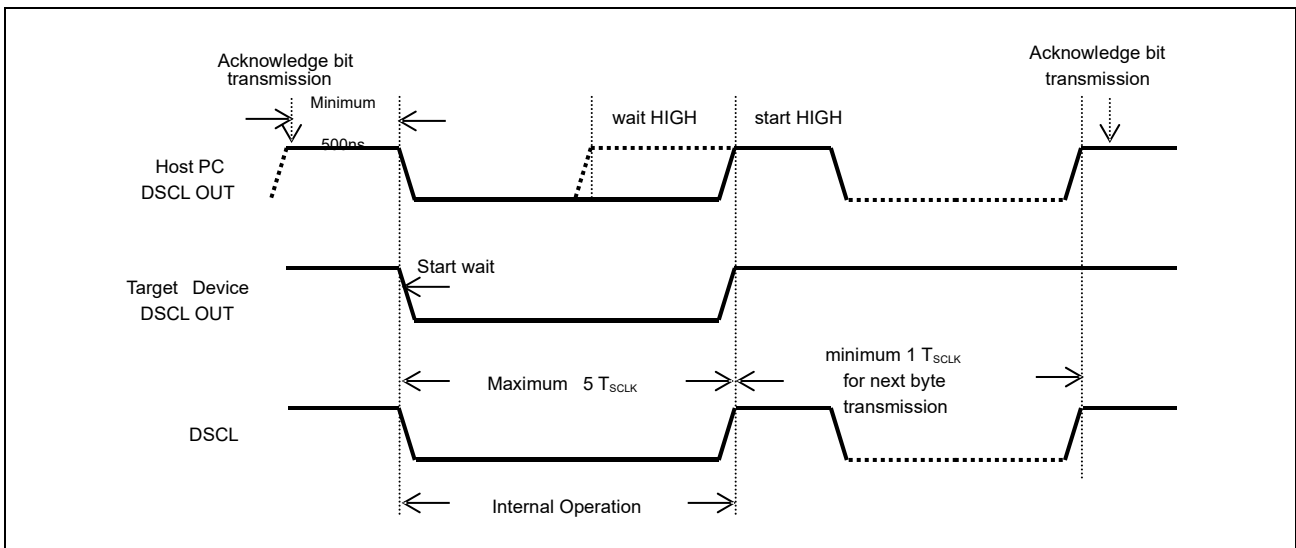 Acknowledge bit
transmission
Acknowledge bit
transmission
Minimum
500ns
wait HIGH
start HIGH
Host PC
DSCL OUT
Start wait
Target Device
DSCL OUT
Maximum 5 TSCLK
minimum 1 TSCLK
for next byte
transmission
DSCL
Internal Operation